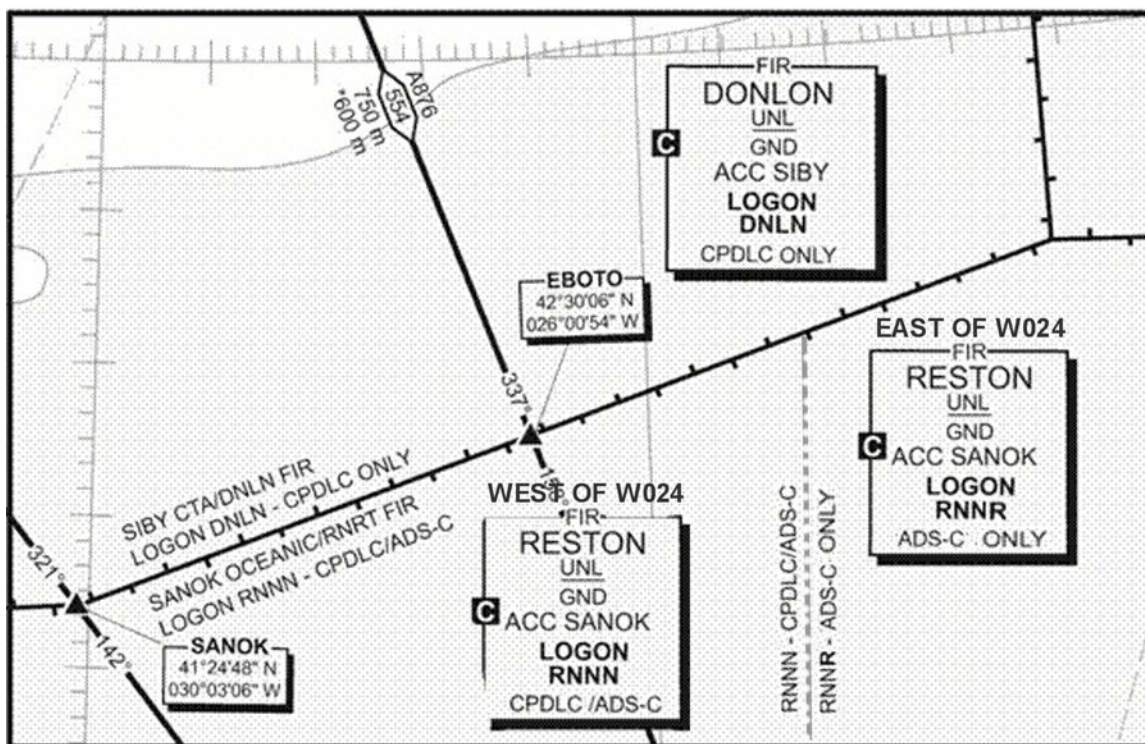 A876
554
750 m
*600 m
FIR
DONLON
UNL
GND
ACC SIBY
LOGON
DNLN
CPDLC ONLY
C
EBOTO
42°30'06" N
026°00'54" W
337°
EAST OF W024
FIR
RESTON
UNL
GND
ACC SANOK
LOGON
RNNR
ADS-C ONLY
C
SIBY CTA/DNLN FIR
LOGON DNLN - CPDLC ONLY
SANOK OCEANIC/RNRT FIR
LOGON RNNN - CPDLC/ADS-C
WEST OF W024
FIR
RESTON
UNL
GND
ACC SANOK
LOGON
RNNN
CPDLC /ADS-C
C
RNNN - CPDLC/ADS-C
RNNR - ADS-C ONLY
321°
142°
SANOK
41°24'48" N
030°03'06" W